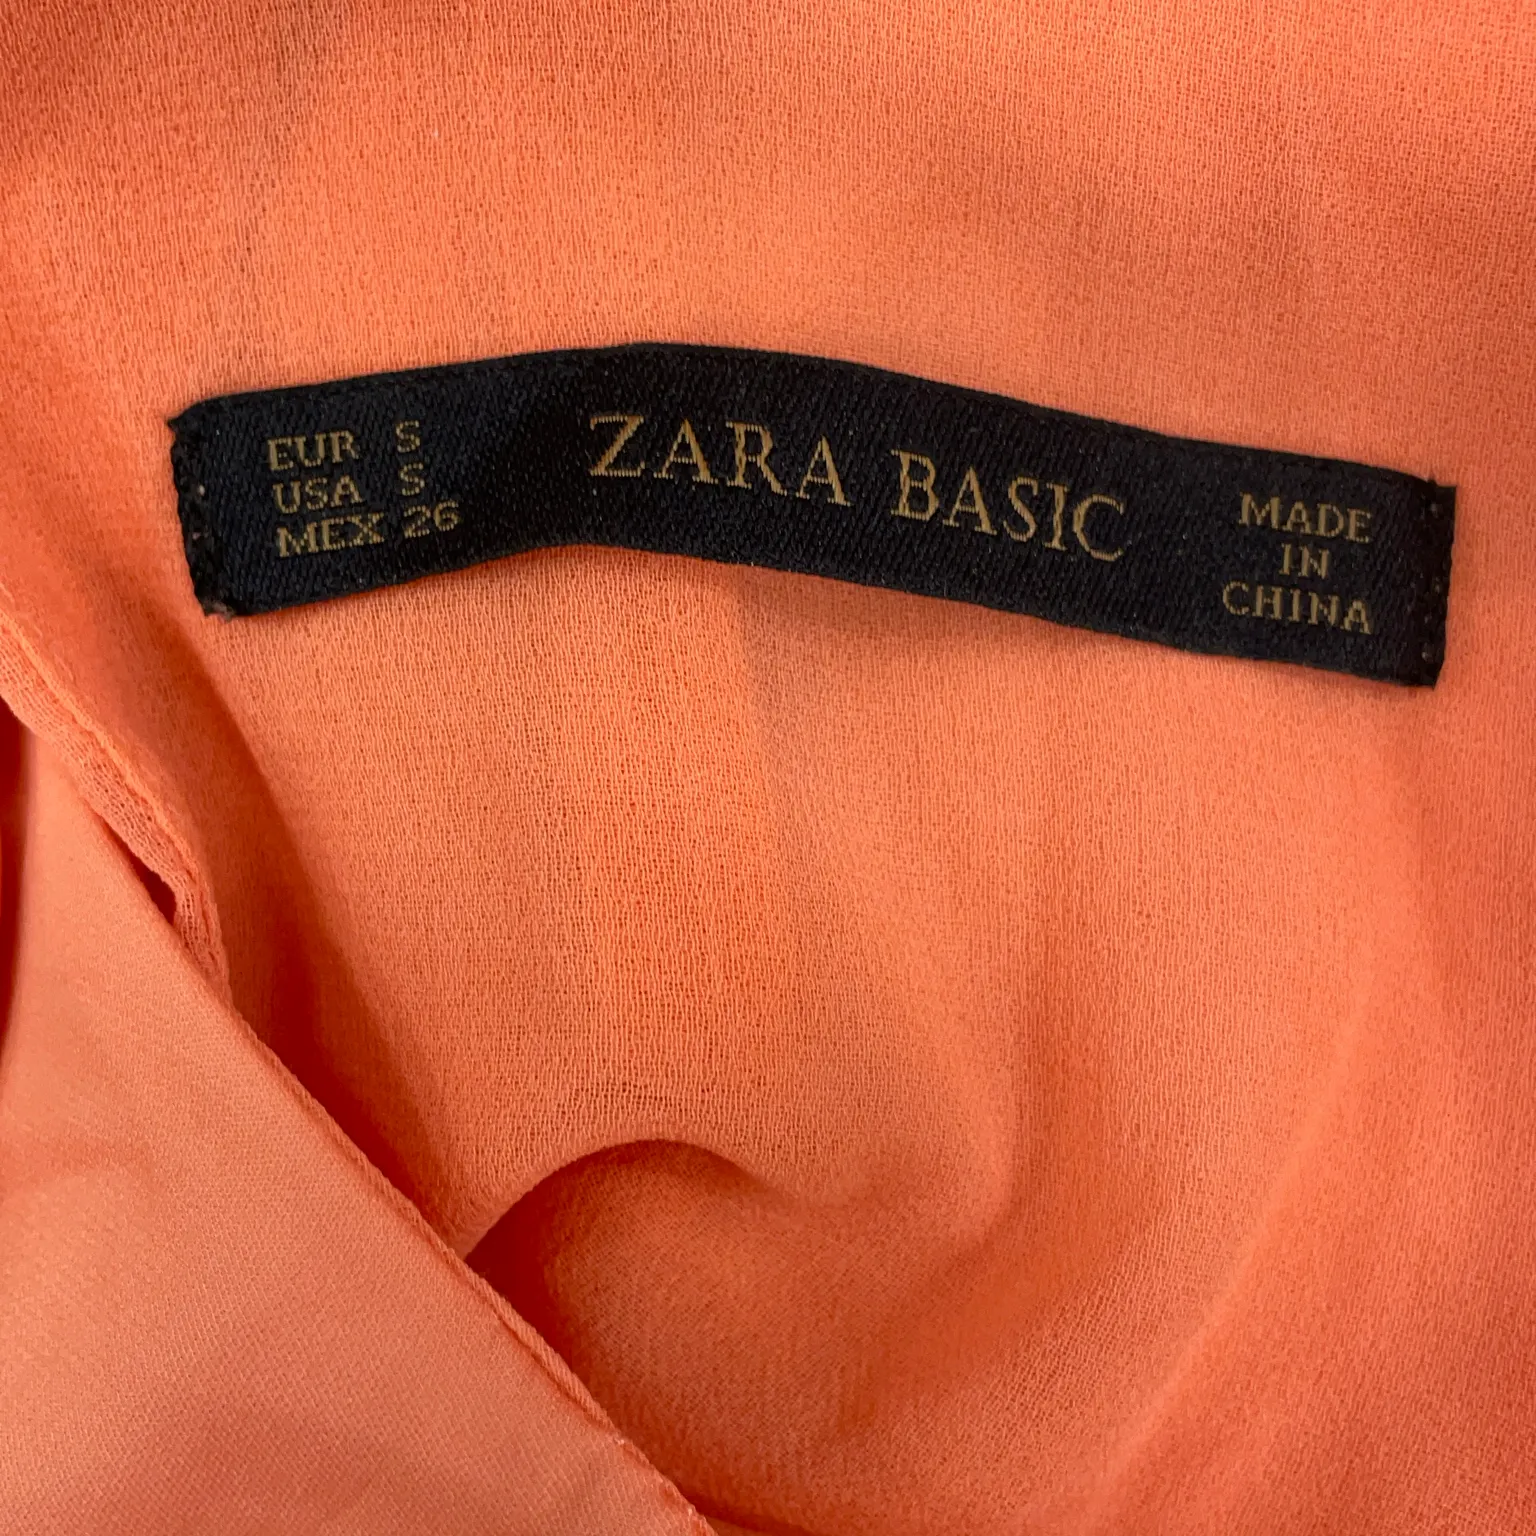 EUR S
USA S
MEX 26
ZARA BASIC
MADE
IN
CHINA